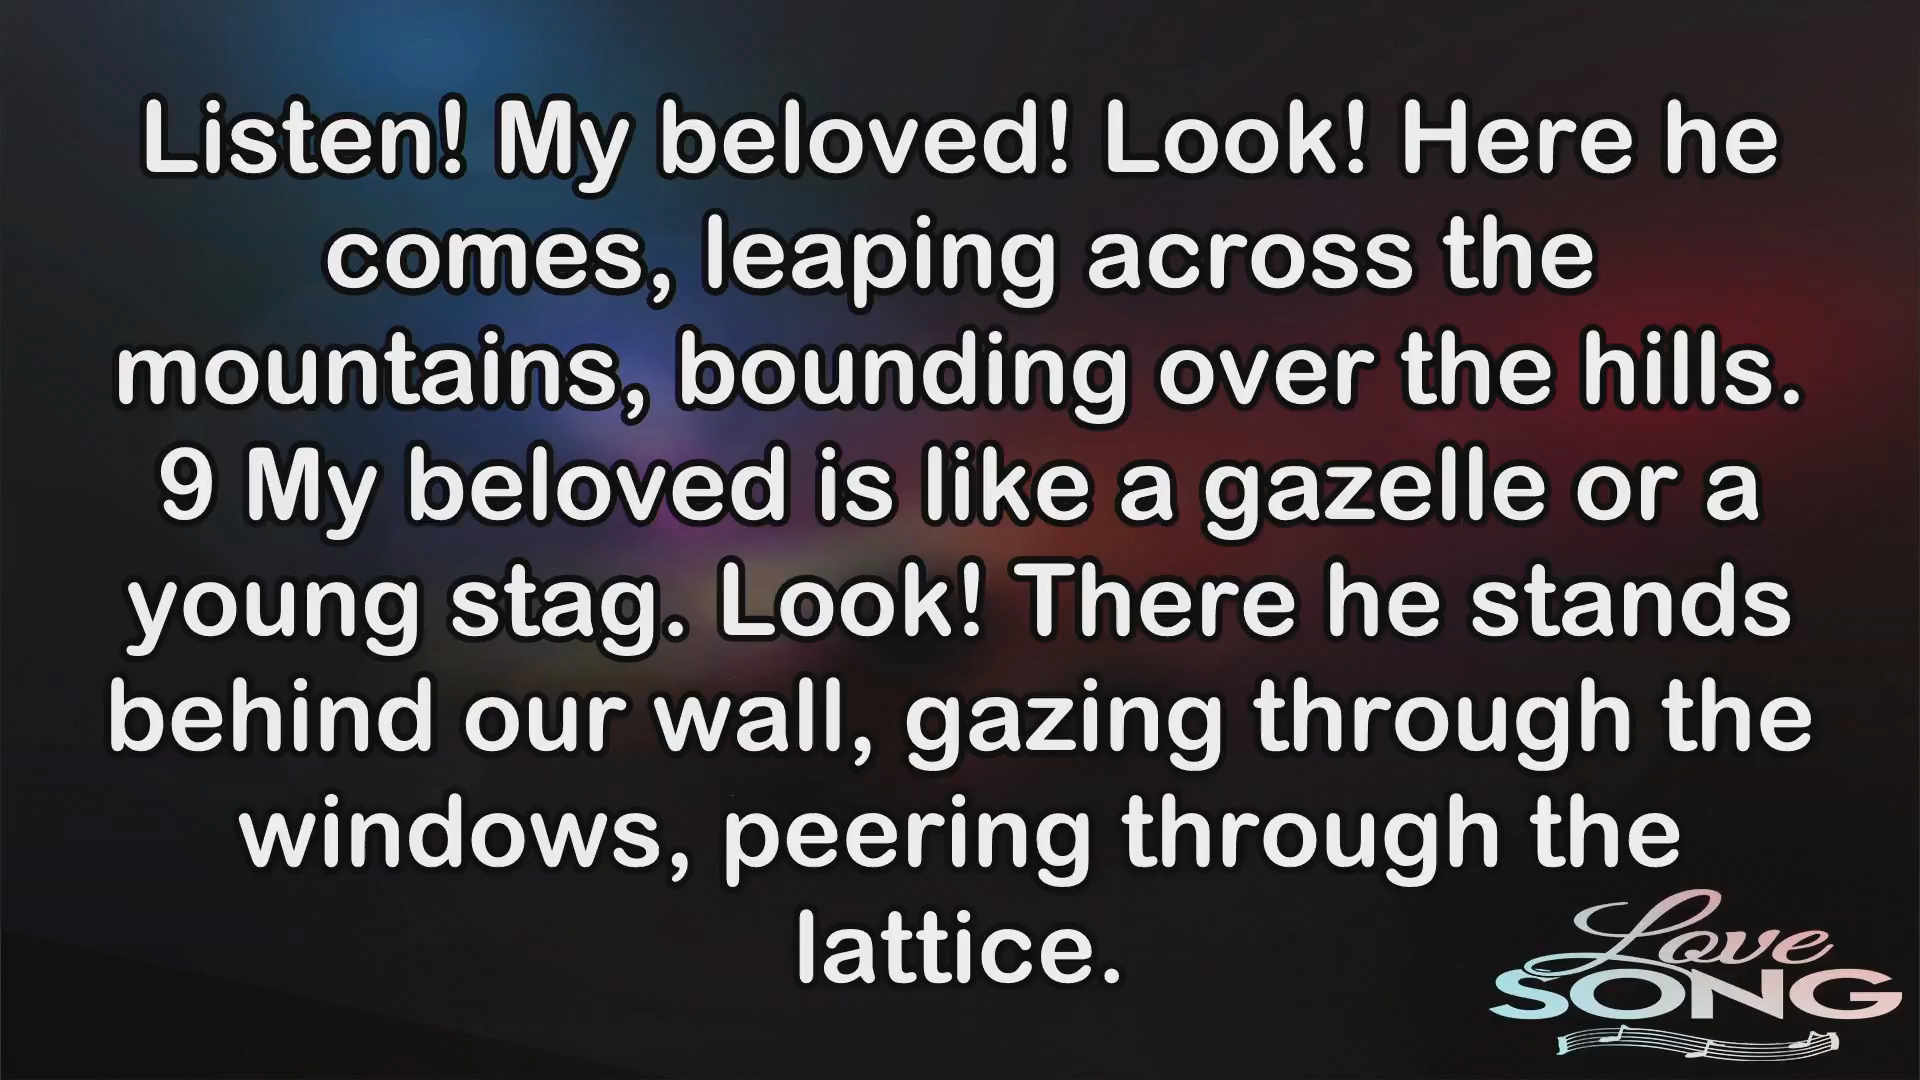 Listen! My beloved! Look! Here he
comes, leaping across the
mountains, bounding over the hills.
9 My beloved is like a gazelle or a
young stag. Look! There he stands
behind our wall, gazing through the
windows, peering through the
lattice.
Love
SONG